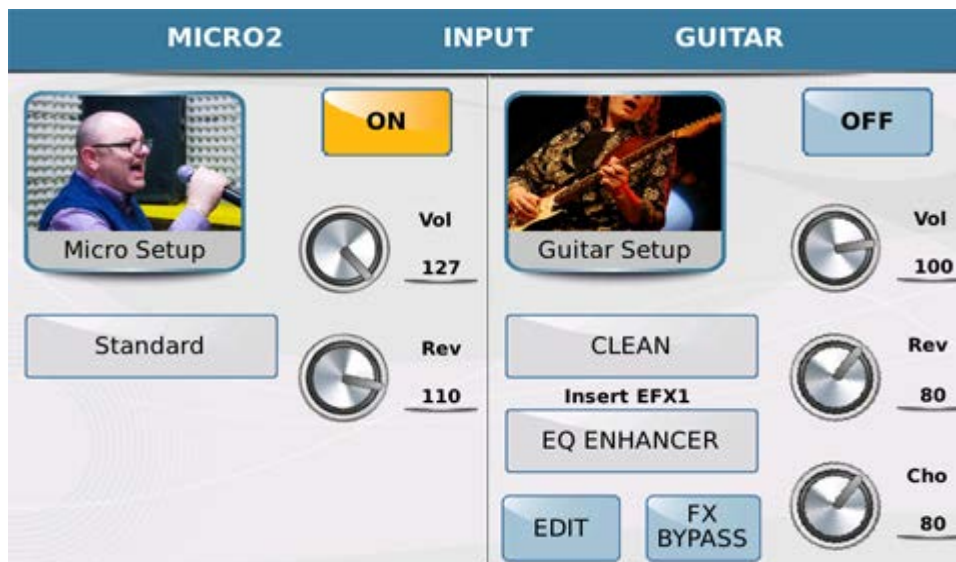 MICRO2 INPUT GUITAR
ON
Micro Setup
Vol
127
Standard
Rev
110
OFF
Guitar Setup
Vol
100
CLEAN
Rev
80
Insert EFX1
EQ ENHANCER
Cho
80
EDIT
FX
BYPASS